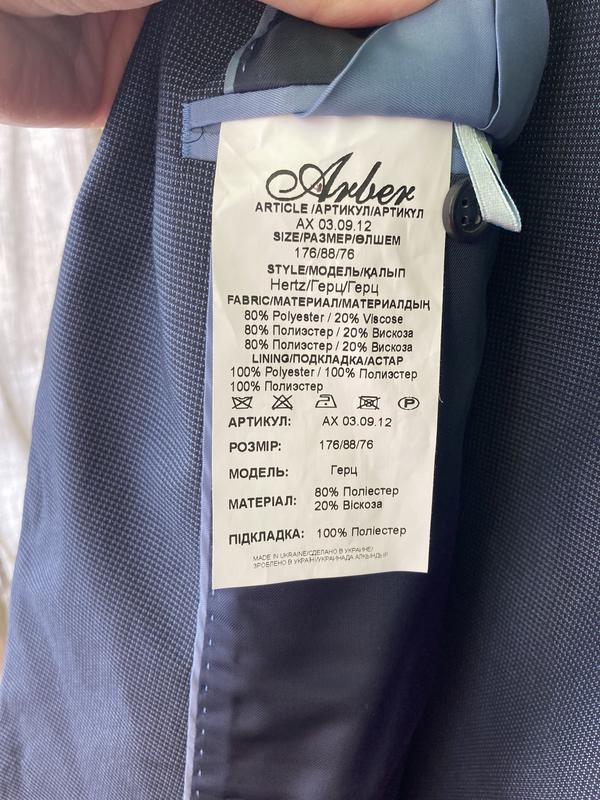 Arber
ARTICLE /АРТИКУЛ/АРТИКУЛ
AX 03.09.12
SIZE/РАЗМЕР/ӨЛШЕМ
176/88/76
STYLE/МОДЕЛЬ/ҚАЛЫП
Hertz/Герц/Герц
FABRIC/МАТЕРИАЛ/МАТЕРИАЛДЫҢ
80% Polyester / 20% Viscose
80% Полиэстер / 20% Вискоза
80% Полиэстер / 20% Вискоза
LINING/ПОДКЛАДКА/АСТАР
100% Polyester / 100% Полиэстер
100% Полиэстер
P
АРТИКУЛ: AX 03.09.12
РОЗМІР: 176/88/76
МОДЕЛЬ: Герц
МАТЕРІАЛ: 80% Поліестер
20% Віскоза
ПІДКЛАДКА: 100% Поліестер
MADE IN UKRAINE/СДЕЛАНО В УКРАИНЕ/
ЗРОБЛЕНО В УКРАЇНІ/УКРАИНАДА